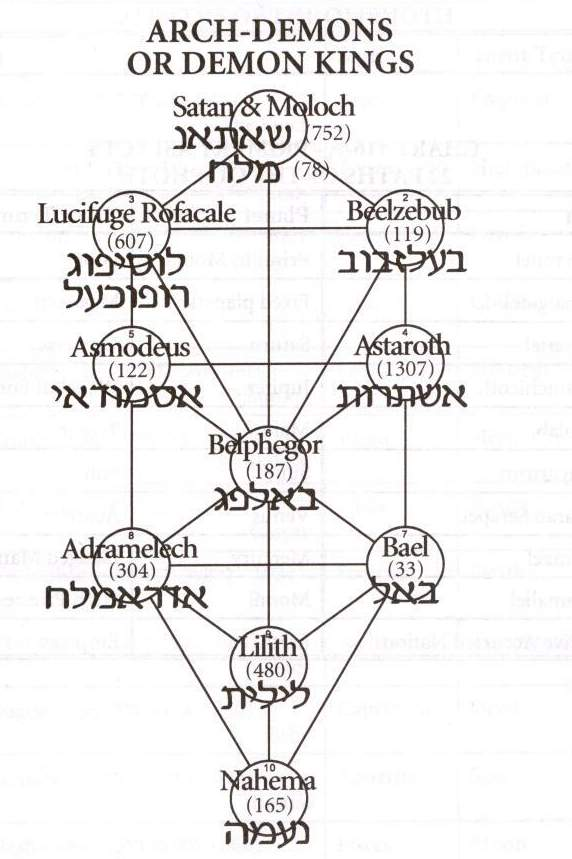 ARCH-DEMONS
OR DEMON KINGS
1
Satan & Moloch
שאתאנ (752)
מלח (78)
3
Lucifuge Rofacale
(607)
לוסיפוג
רופוכעל
2
Beelzebub
(119)
בעלזבוב
5
Asmodeus
(122)
אסמודאי
4
Astaroth
(1307)
אשתרות
6
Belphegor
(187)
באלפג
8
Adramelech
(304)
אדראמלח
7
Bael
(33)
באל
9
Lilith
(480)
לילית
10
Nahema
(165)
נעמה